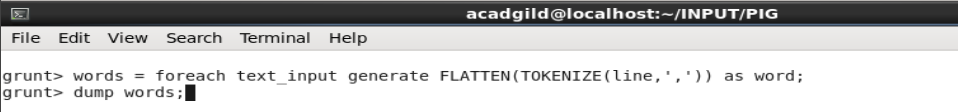 acadgild@localhost:~/INPUT/PIG
File Edit View Search Terminal Help
grunt> words = foreach text_input generate FLATTEN(TOKENIZE(line,',')) as word;
grunt> dump words;